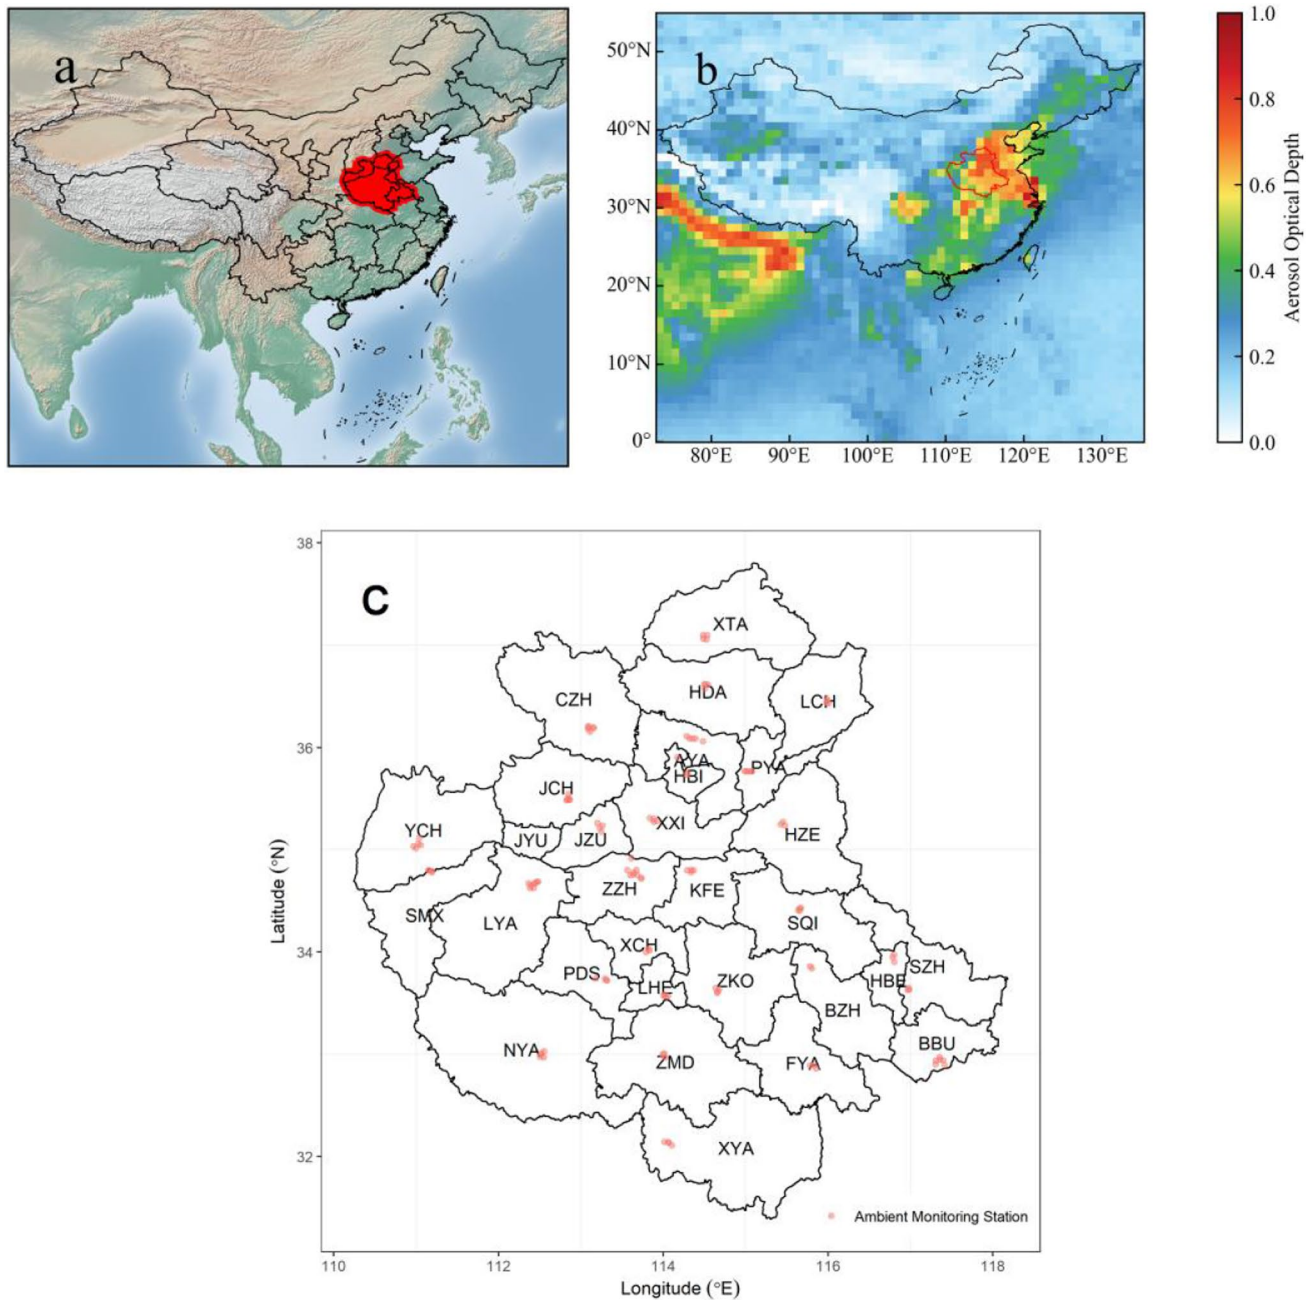 a
b
50°N
40°N
30°N
20°N
10°N
0°
80°E 90°E 100°E 110°E 120°E 130°E
1.0
0.8
0.6
0.4
0.2
0.0
Aerosol Optical Depth
C
38
36
34
32
Latitude (°N)
XTA
HDA
LCH
CZH
AYA
PYA
HBI
JCH
YCH
JYU
JZU
XXI
HZE
ZZH
KFE
SMX
LYA
SQI
XCH
PDS
LHE
ZKO
HBE
SZH
BZH
NYA
ZMD
FYA
BBU
XYA
Ambient Monitoring Station
110 112 114 116 118
Longitude (°E)